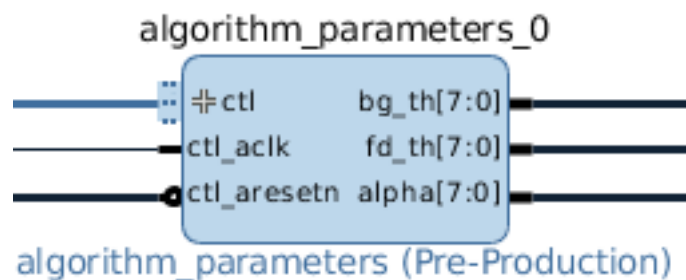 algorithm_parameters_0
ctl bg_th[7:0]
ctl_aclk fd_th[7:0]
ctl_aresetn alpha[7:0]
algorithm_parameters (Pre-Production)